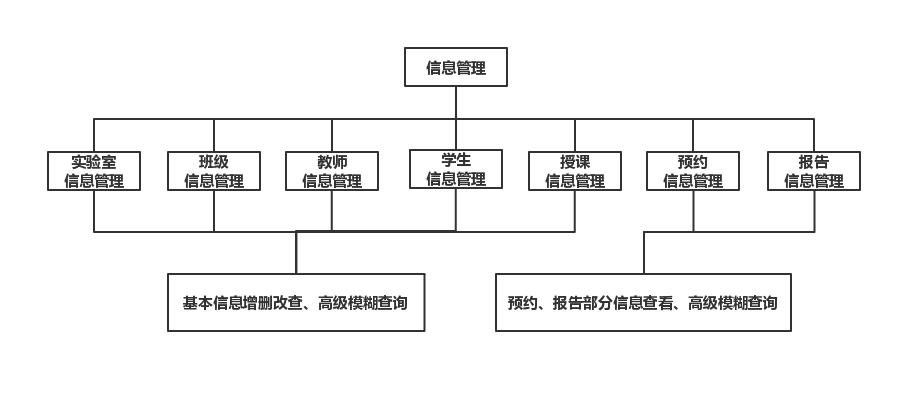 信息管理
实验室
信息管理
班级
信息管理
教师
信息管理
学生
信息管理
授课
信息管理
预约
信息管理
报告
信息管理
基本信息增删改查、高级模糊查询
预约、报告部分信息查看、高级模糊查询